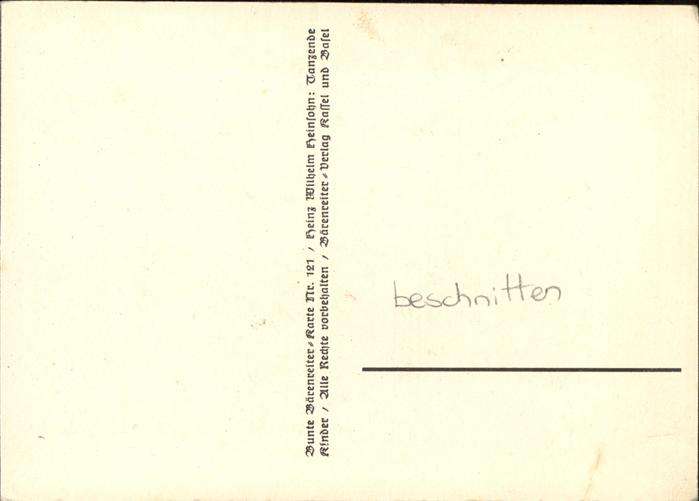 Bunte Bärenreiter-Karte Nr. 121 / Heinz Wilhelm Heinsohn: Tanzende
Kinder / Alle Rechte vorbehalten / Bärenreiter-Verlag Kassel und Basel
beschnitten